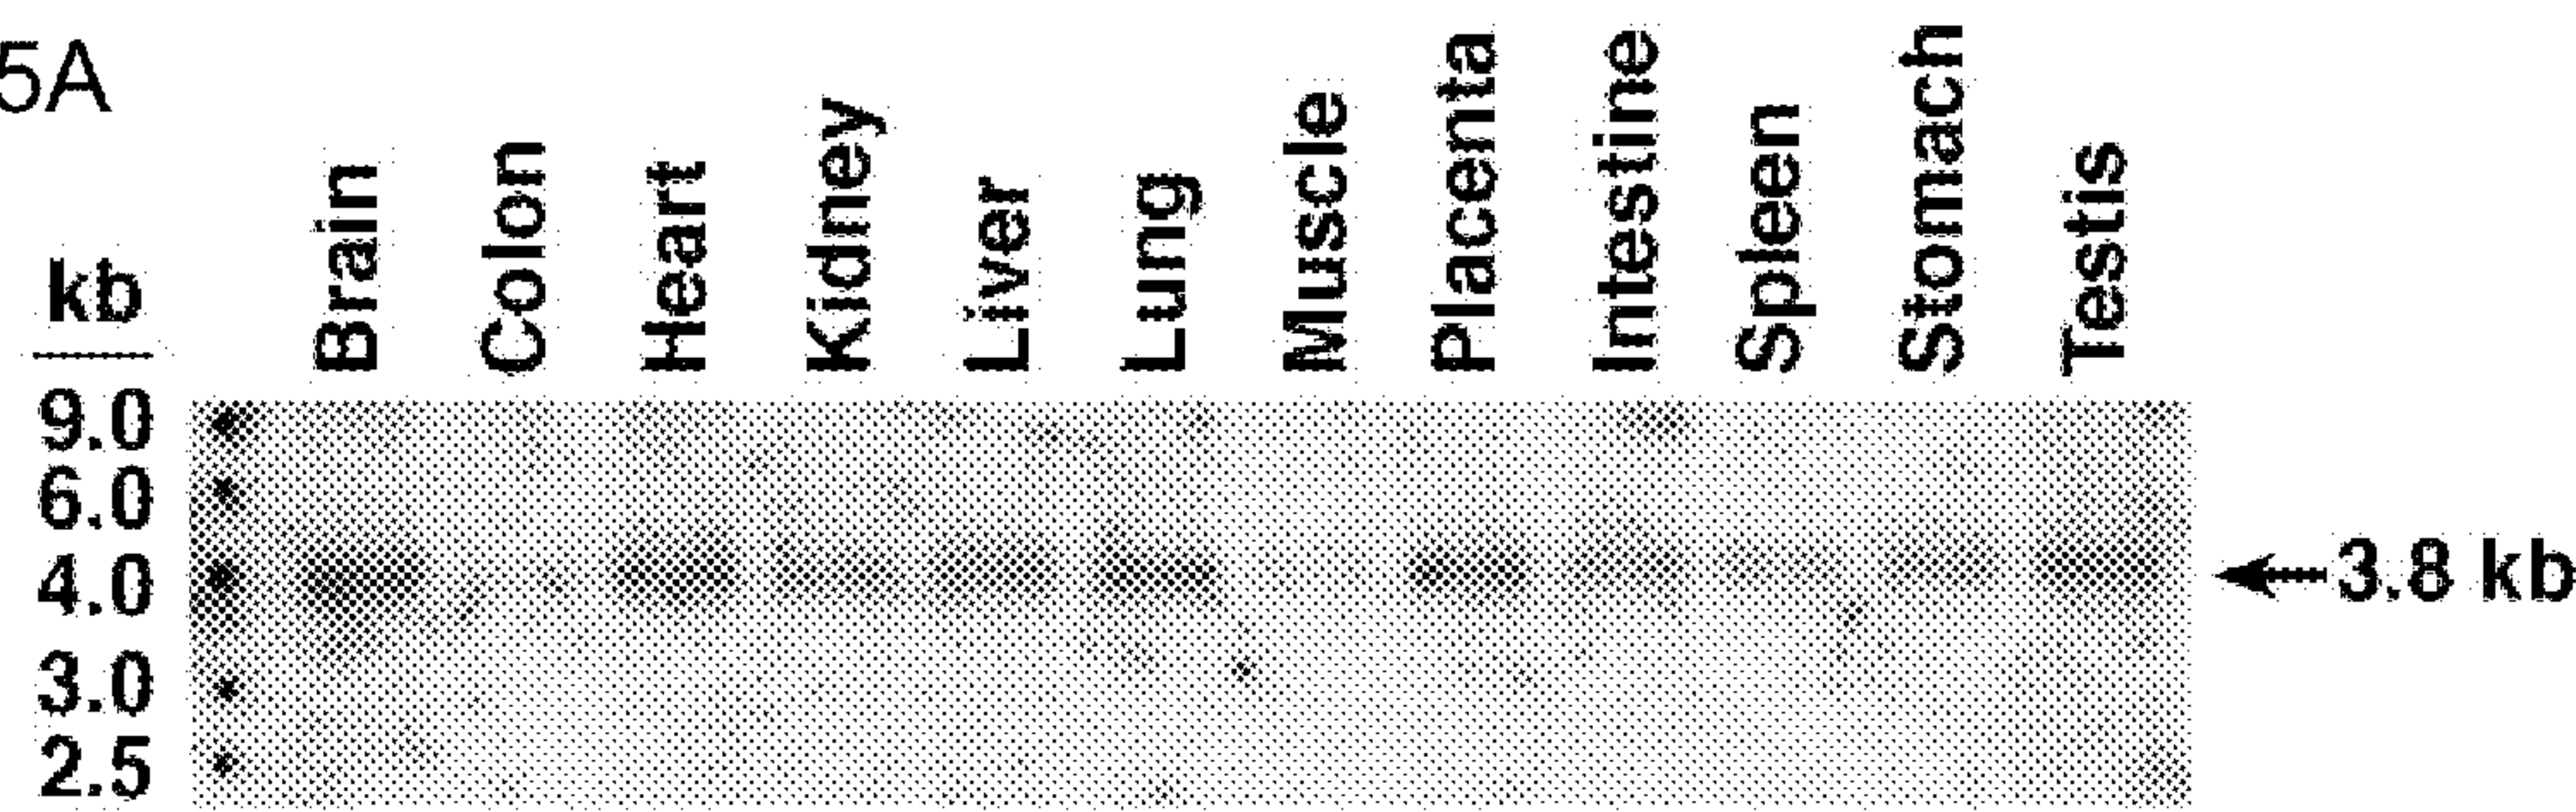 5A
kb
Brain
Colon
Heart
Kidney
Liver
Lung
Muscle
Placenta
Intestine
Spleen
Stomach
Testis
9.0
6.0
4.0
3.0
2.5
3.8 kb